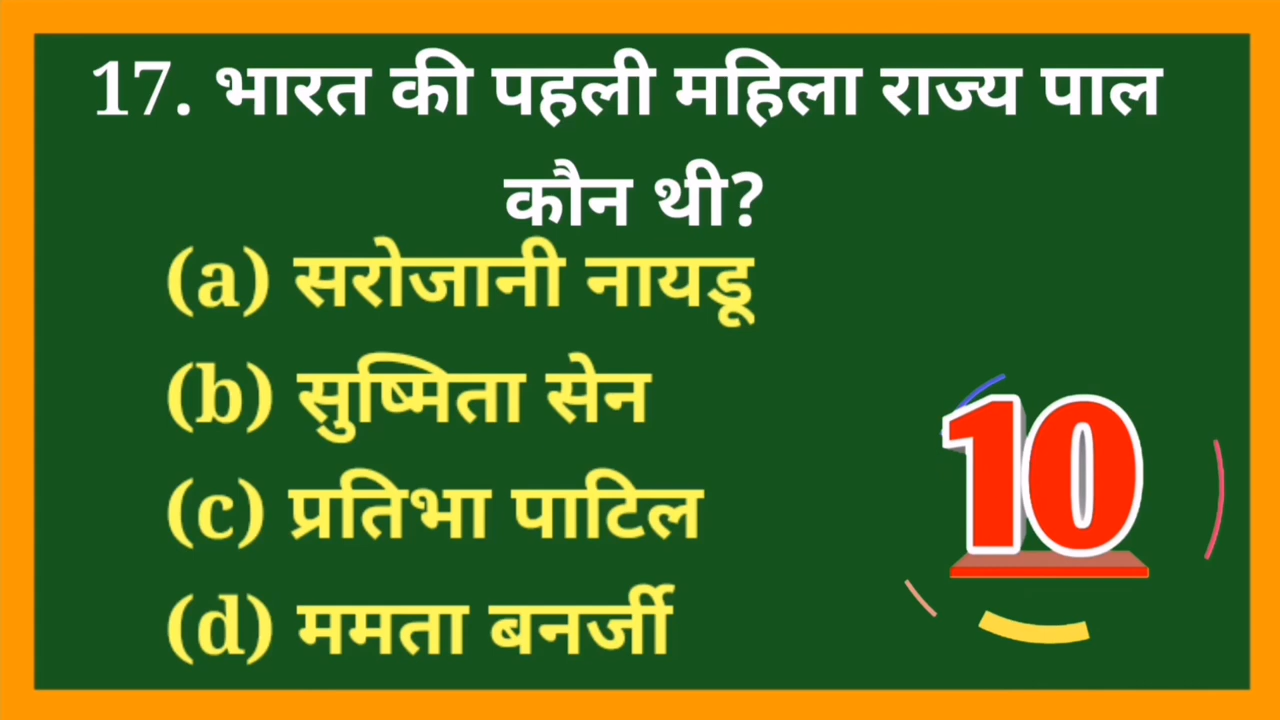 17. भारत की पहली महिला राज्य पाल
कौन थी?
(a) सरोजानी नायडू
(b) सुष्मिता सेन
(c) प्रतिभा पाटिल
(d) ममता बनर्जी
10